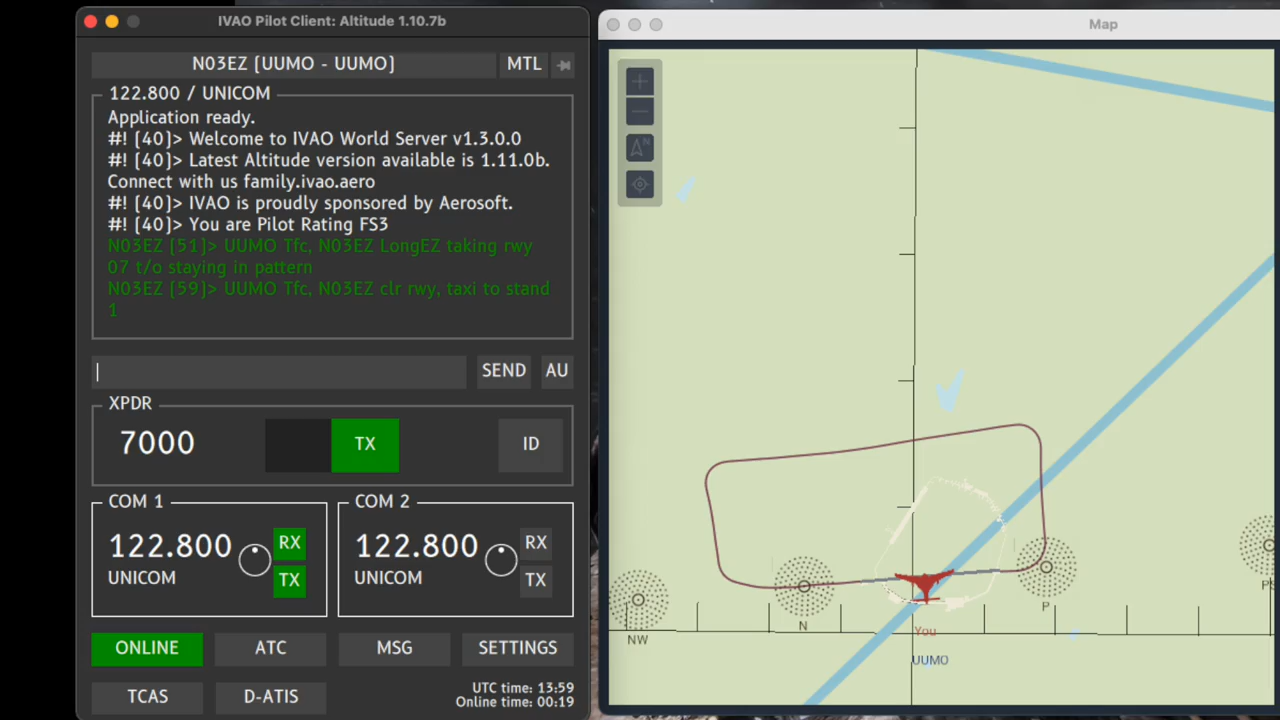 IVAO Pilot Client: Altitude 1.10.7b
N03EZ [UUMO - UUMO]
MTL
122.800 / UNICOM
Application ready.
#! [40]> Welcome to IVAO World Server v1.3.0.0
#! [40]> Latest Altitude version available is 1.11.0b.
Connect with us family.ivao.aero
#! [40]> IVAO is proudly sponsored by Aerosoft.
#! [40]> You are Pilot Rating FS3
N03EZ [51]> UUMO Tfc, N03EZ LongEZ taking rwy
07 t/o staying in pattern
N03EZ [59]> UUMO Tfc, N03EZ clr rwy, taxi to stand
1
SEND
AU
XPDR
7000
TX
ID
COM 1
122.800
UNICOM
RX
TX
COM 2
122.800
UNICOM
RX
TX
ONLINE
ATC
MSG
SETTINGS
TCAS
D-ATIS
UTC time: 13:59
Online time: 00:19
Map
N
NW
N
P
You
UUMO